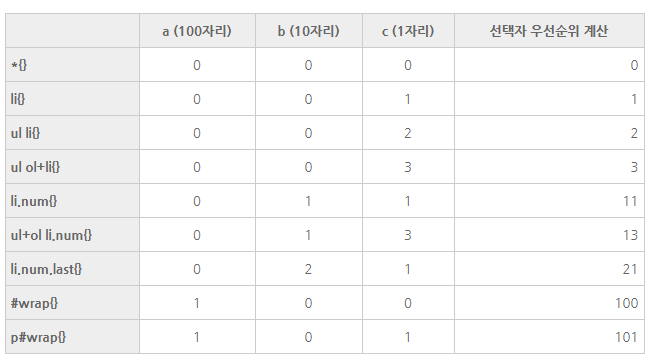 a (100자리) b (10자리) c (1자리) 선택자 우선순위 계산
*{} 0 0 0 0
li{} 0 0 1 1
ul li{} 0 0 2 2
ul ol+li{} 0 0 3 3
li.num{} 0 1 1 11
ul+ol li.num{} 0 1 3 13
li.num.last{} 0 2 1 21
#wrap{} 1 0 0 100
p#wrap{} 1 0 1 101